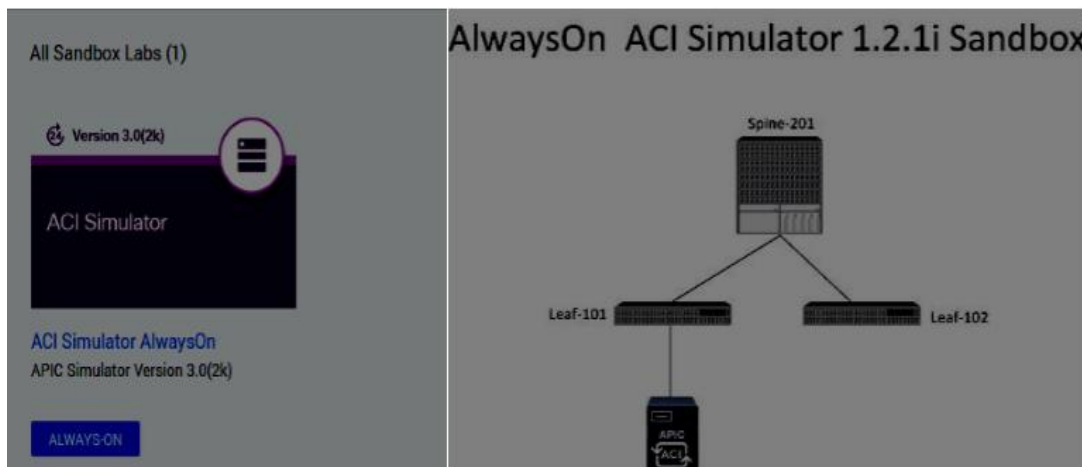 All Sandbox Labs (1)
24 Version 3.0(2k)
ACI Simulator
ACI Simulator AlwaysOn
APIC Simulator Version 3.0(2k)
ALWAYS-ON
AlwaysOn ACI Simulator 1.2.1i Sandbox
Spine-201
Leaf-101
Leaf-102
APIC
ACI